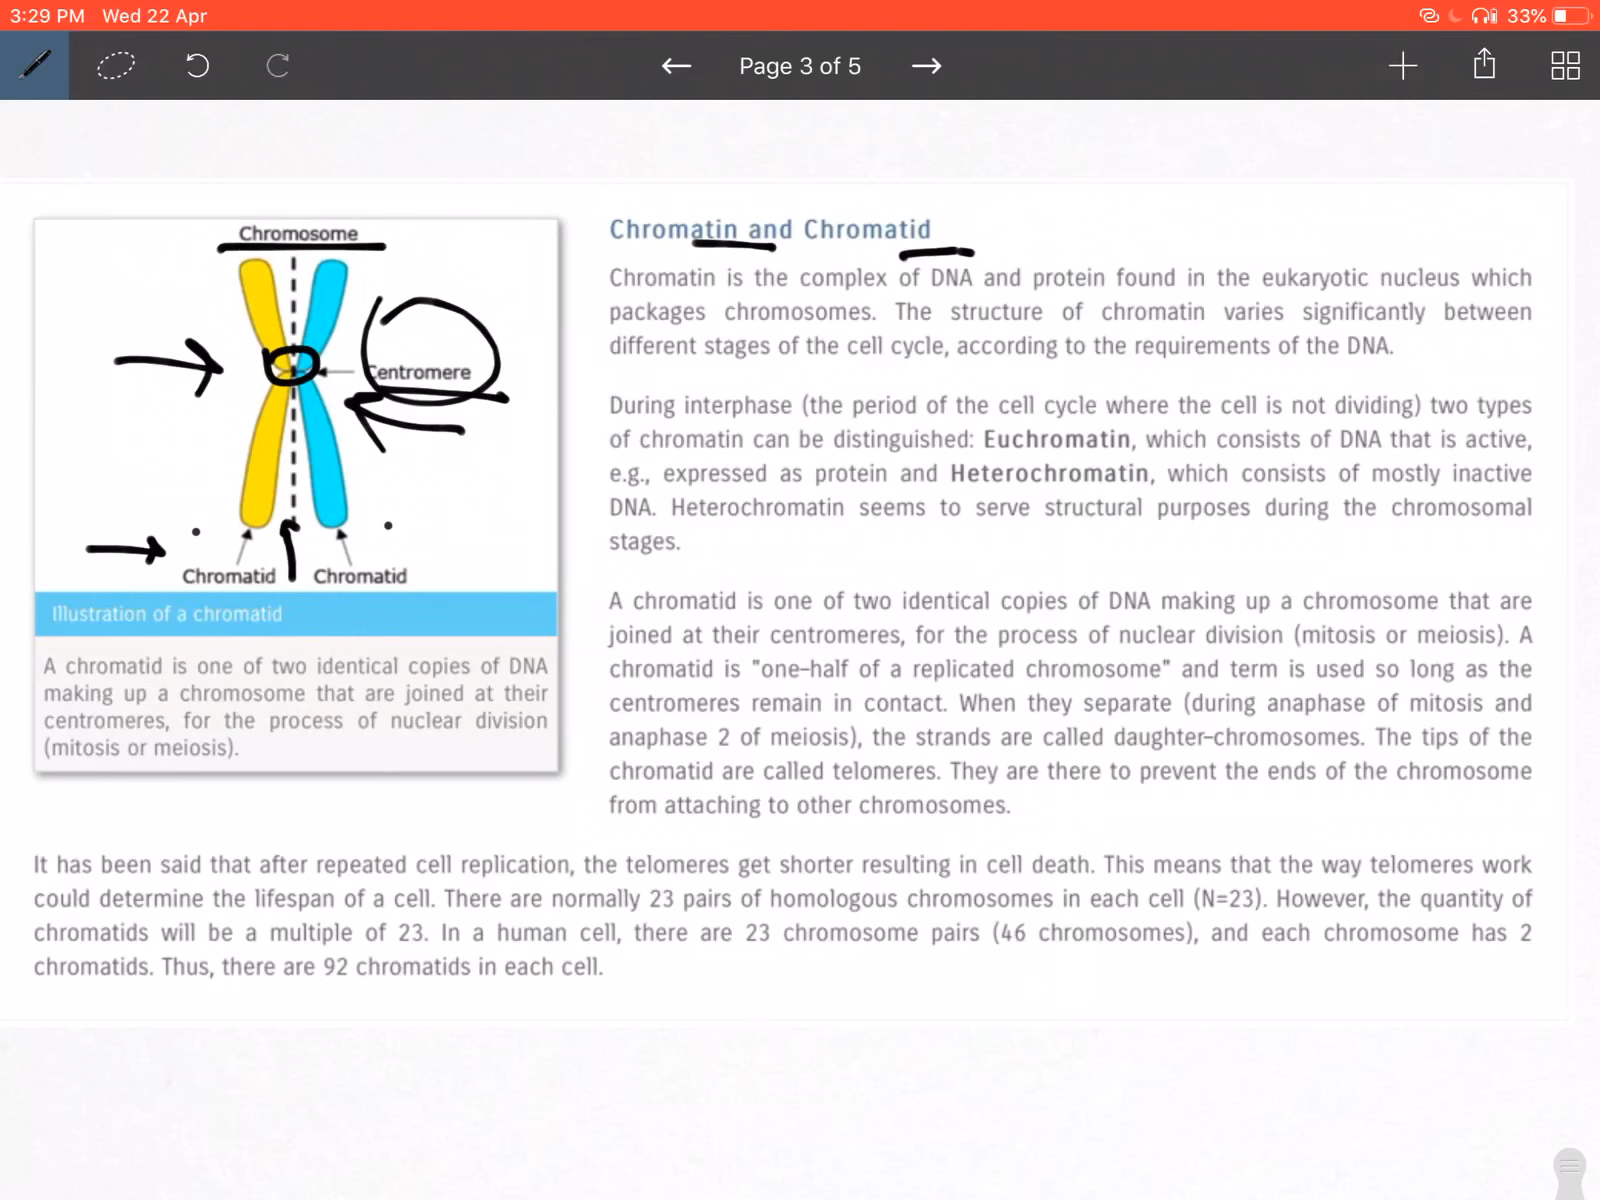 3:29 PM Wed 22 Apr
33%
Page 3 of 5
Chromosome
Centromere
Chromatid Chromatid
Illustration of a chromatid
A chromatid is one of two identical copies of DNA
making up a chromosome that are joined at their
centromeres, for the process of nuclear division
(mitosis or meiosis).
Chromatin and Chromatid
Chromatin is the complex of DNA and protein found in the eukaryotic nucleus which
packages chromosomes. The structure of chromatin varies significantly between
different stages of the cell cycle, according to the requirements of the DNA.
During interphase (the period of the cell cycle where the cell is not dividing) two types
of chromatin can be distinguished: Euchromatin, which consists of DNA that is active,
e.g., expressed as protein and Heterochromatin, which consists of mostly inactive
DNA. Heterochromatin seems to serve structural purposes during the chromosomal
stages.
A chromatid is one of two identical copies of DNA making up a chromosome that are
joined at their centromeres, for the process of nuclear division (mitosis or meiosis). A
chromatid is "one-half of a replicated chromosome" and term is used so long as the
centromeres remain in contact. When they separate (during anaphase of mitosis and
anaphase 2 of meiosis), the strands are called daughter-chromosomes. The tips of the
chromatid are called telomeres. They are there to prevent the ends of the chromosome
from attaching to other chromosomes.
It has been said that after repeated cell replication, the telomeres get shorter resulting in cell death. This means that the way telomeres work
could determine the lifespan of a cell. There are normally 23 pairs of homologous chromosomes in each cell (N=23). However, the quantity of
chromatids will be a multiple of 23. In a human cell, there are 23 chromosome pairs (46 chromosomes), and each chromosome has 2
chromatids. Thus, there are 92 chromatids in each cell.